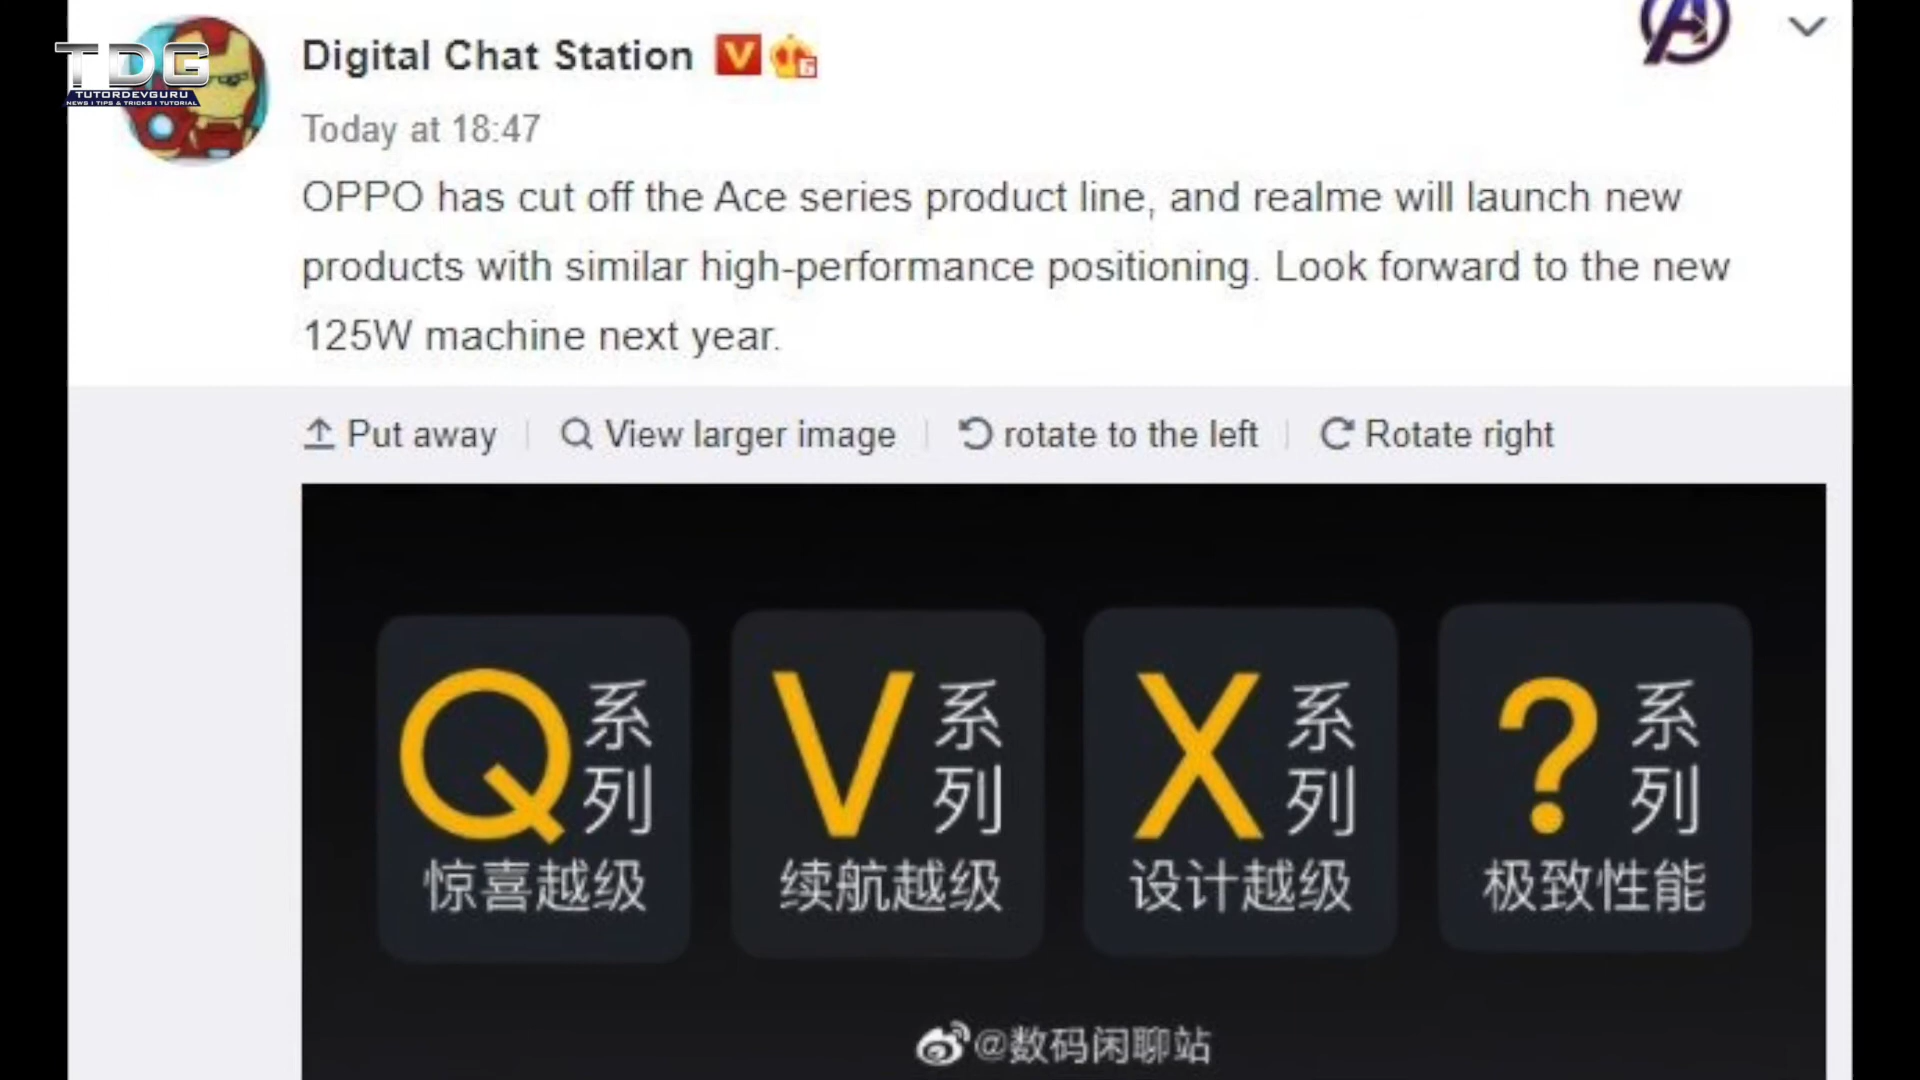 TDG
TUTORDEVGURU
NEWS I TIPS & TRICKS I TUTORIAL
Digital Chat Station
Today at 18:47
OPPO has cut off the Ace series product line, and realme will launch new
products with similar high-performance positioning. Look forward to the new
125W machine next year.
Put away
View larger image
rotate to the left
Rotate right
Q系列
惊喜越级
V系列
续航越级
X系列
设计越级
?系列
极致性能
@数码闲聊站